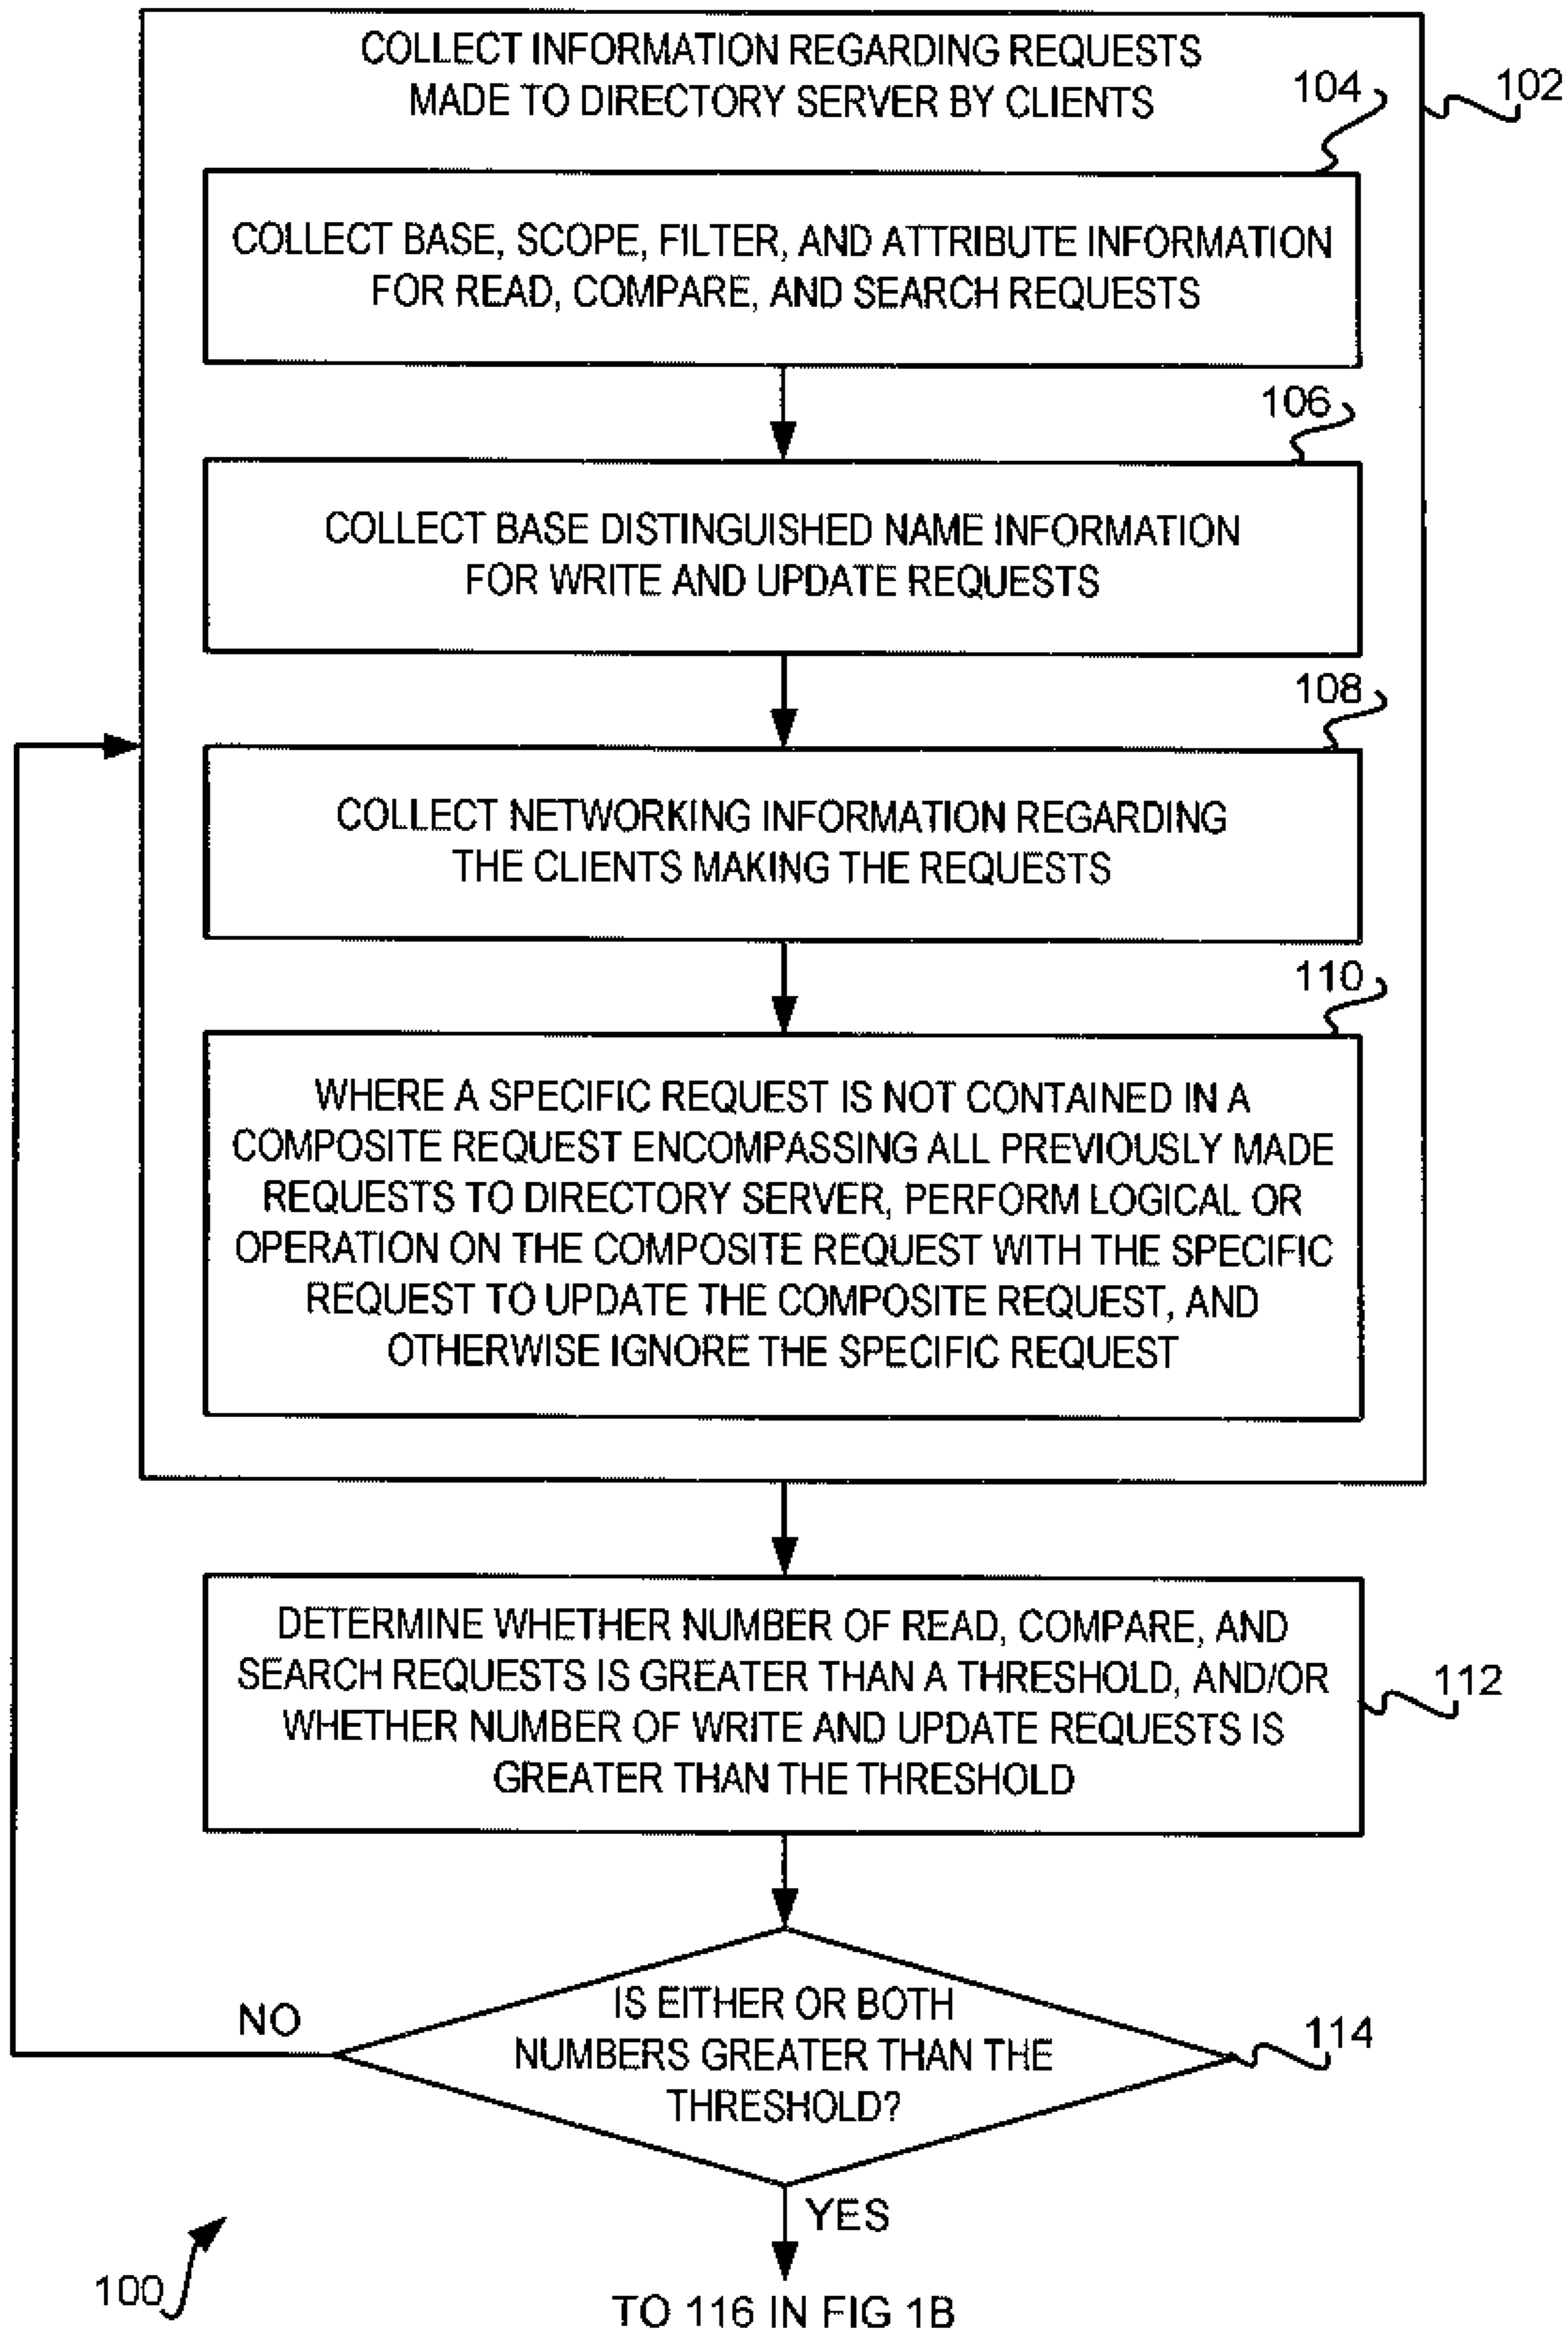 COLLECT INFORMATION REGARDING REQUESTS
MADE TO DIRECTORY SERVER BY CLIENTS
104
102
COLLECT BASE, SCOPE, FILTER, AND ATTRIBUTE INFORMATION
FOR READ, COMPARE, AND SEARCH REQUESTS
106
COLLECT BASE DISTINGUISHED NAME INFORMATION
FOR WRITE AND UPDATE REQUESTS
108
COLLECT NETWORKING INFORMATION REGARDING
THE CLIENTS MAKING THE REQUESTS
110
WHERE A SPECIFIC REQUEST IS NOT CONTAINED IN A
COMPOSITE REQUEST ENCOMPASSING ALL PREVIOUSLY MADE
REQUESTS TO DIRECTORY SERVER, PERFORM LOGICAL OR
OPERATION ON THE COMPOSITE REQUEST WITH THE SPECIFIC
REQUEST TO UPDATE THE COMPOSITE REQUEST, AND
OTHERWISE IGNORE THE SPECIFIC REQUEST
DETERMINE WHETHER NUMBER OF READ, COMPARE, AND
SEARCH REQUESTS IS GREATER THAN A THRESHOLD, AND/OR
WHETHER NUMBER OF WRITE AND UPDATE REQUESTS IS
GREATER THAN THE THRESHOLD
112
IS EITHER OR BOTH
NUMBERS GREATER THAN THE
THRESHOLD?
NO
114
YES
100
TO 116 IN FIG 1B